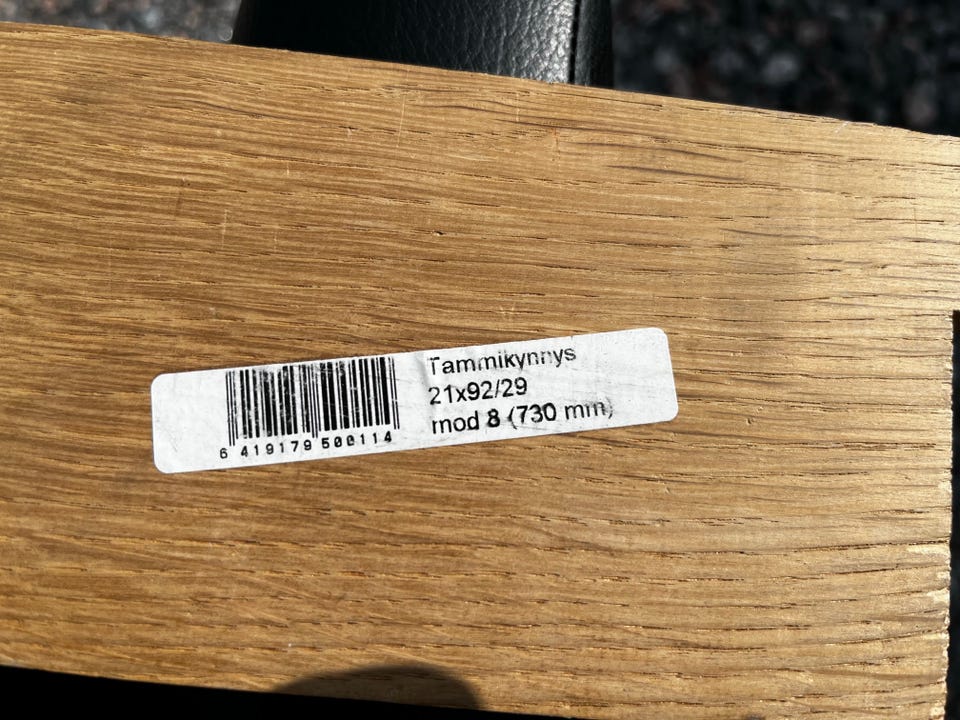 Tammikynnys
21x92/29
mod 8 (730 mm)
6 419179 500114